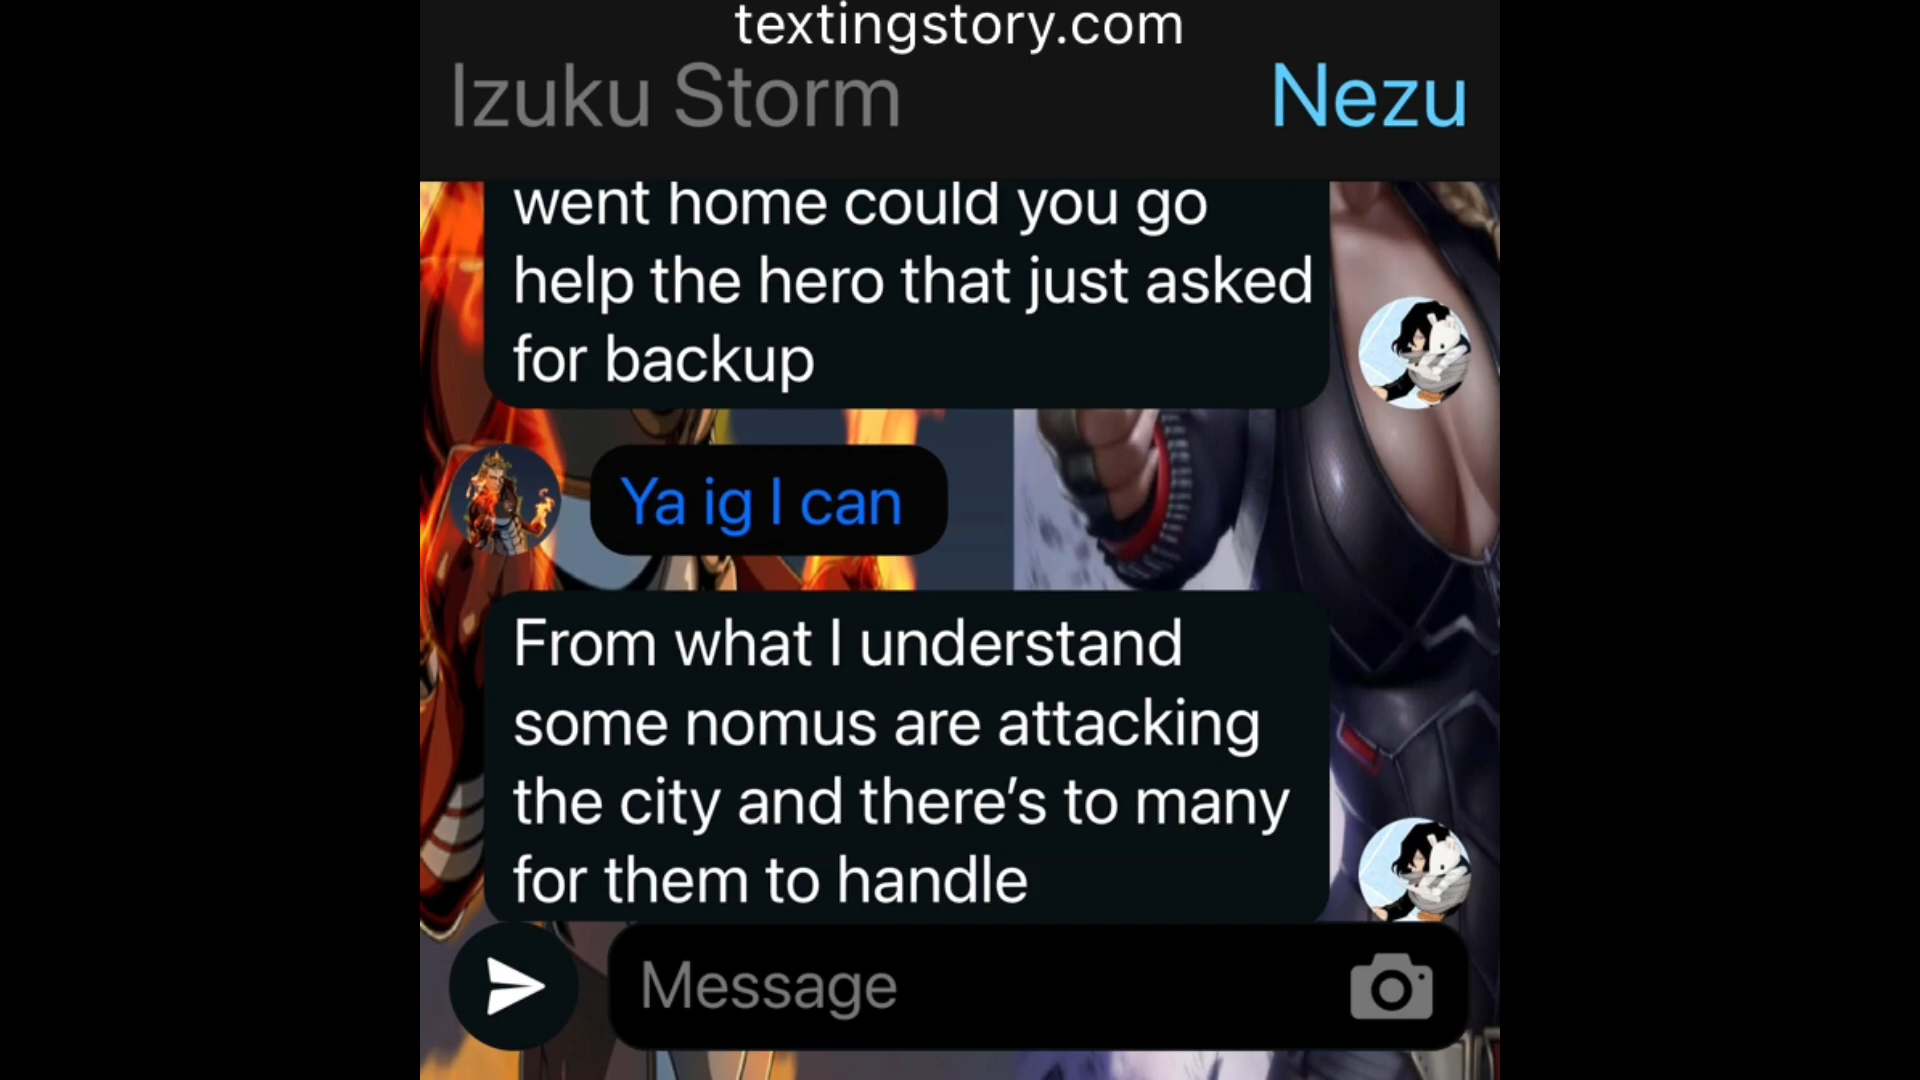 textingstory.com
Izuku Storm
Nezu
went home could you go
help the hero that just asked
for backup
Ya ig I can
From what I understand
some nomus are attacking
the city and there's to many
for them to handle
Message